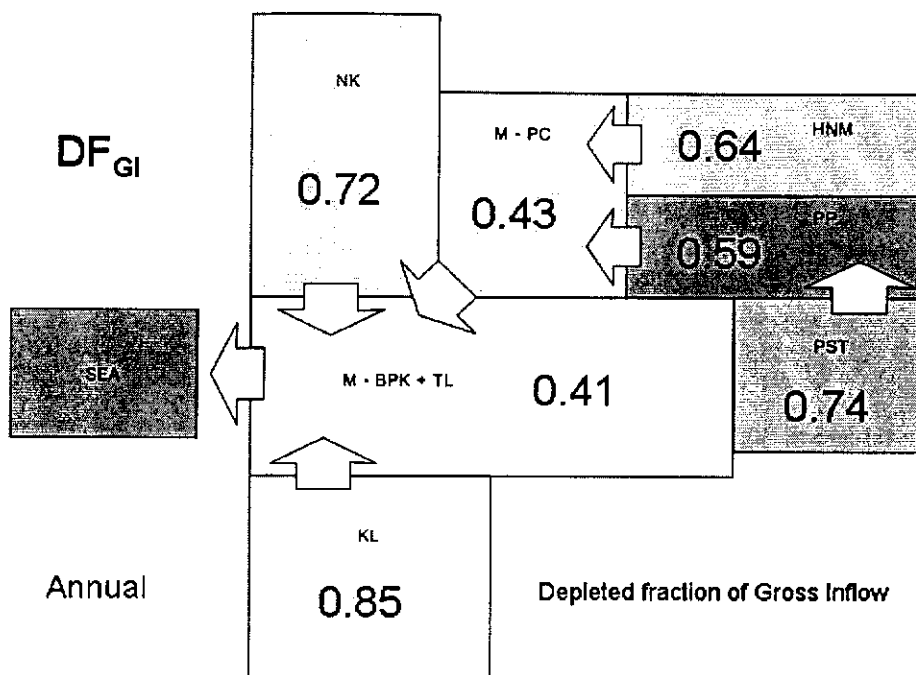 NK
HNM
M - PC
0.64
DF_GI
0.72
0.43
PP
0.59
PST
SEA
M - BPK + TL
0.41
0.74
KL
Annual
0.85
Depleted fraction of Gross Inflow